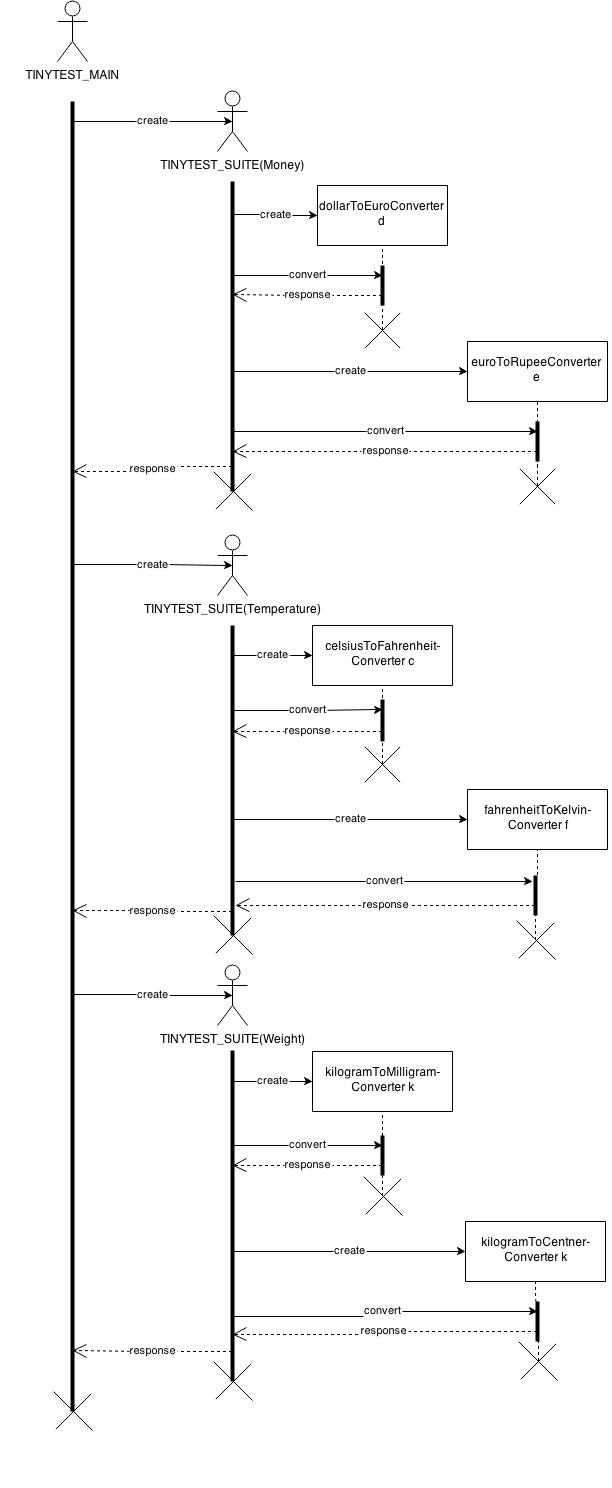 TINYTEST_MAIN
create
TINYTEST_SUITE(Money)
dollarToEuroConverter
d
create
convert
response
euroToRupeeConverter
e
create
convert
response
response
create
TINYTEST_SUITE(Temperature)
celsiusToFahrenheit-
Converter c
create
convert
response
fahrenheitToKelvin-
Converter f
create
convert
response
response
create
TINYTEST_SUITE(Weight)
kilogramToMilligram-
Converter k
create
convert
response
kilogramToCentner-
Converter k
create
convert
response
response